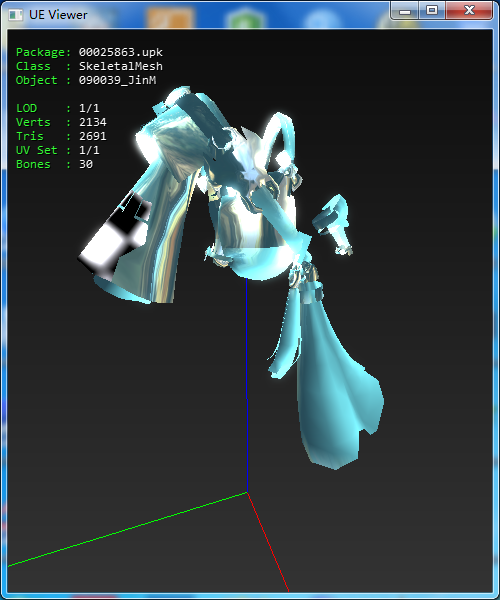 UE Viewer
Package: 00025863.upk
Class : SkeletalMesh
Object : 090039_JinM
LOD : 1/1
Verts : 2134
Tris : 2691
UV Set : 1/1
Bones : 30